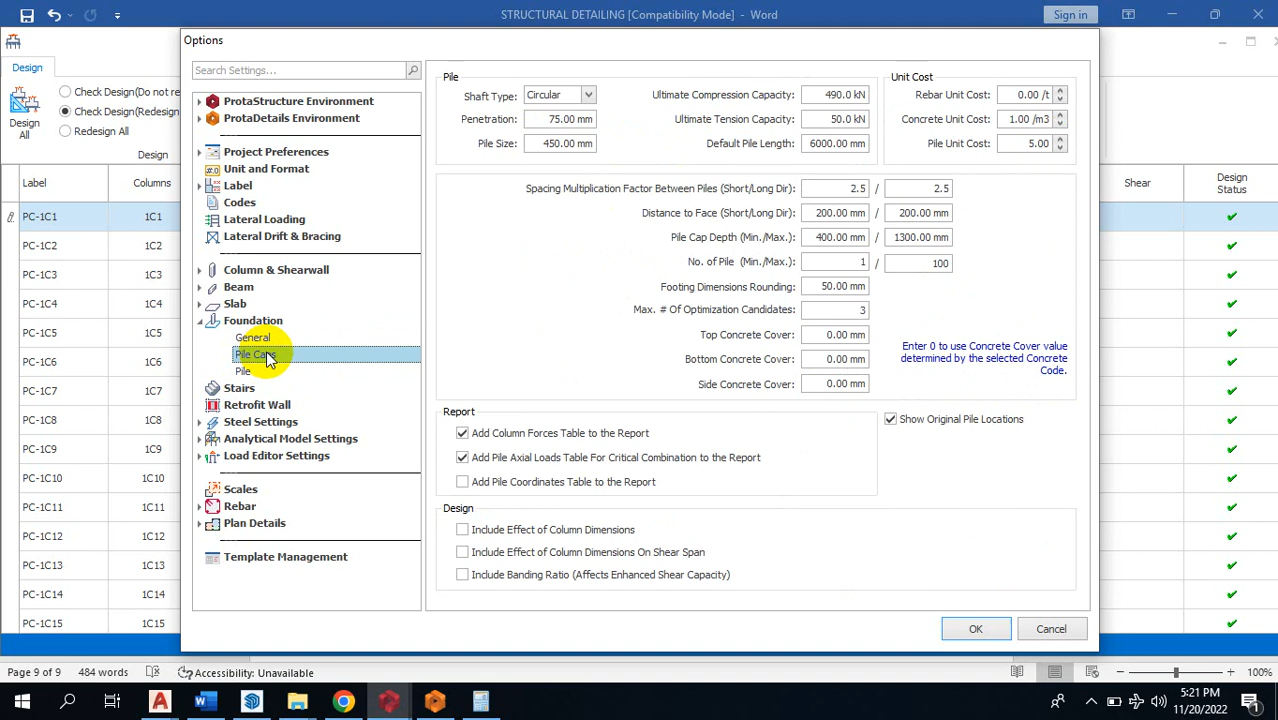 STRUCTURAL DETAILING [Compatibility Mode] - Word
Sign in
Options
Design
Search Settings...
Check Design(Do not re
Check Design(Redesign
Redesign All
Design
All
Design
ProtaStructure Environment
ProtaDetails Environment
Project Preferences
Unit and Format
Label
Codes
Lateral Loading
Lateral Drift & Bracing
Column & Shearwall
Beam
Slab
Foundation
General
Pile Caps
Pile
Stairs
Retrofit Wall
Steel Settings
Analytical Model Settings
Load Editor Settings
Scales
Rebar
Plan Details
Template Management
Pile
Shaft Type: Circular
Penetration: 75.00 mm
Pile Size: 450.00 mm
Ultimate Compression Capacity: 490.0 kN
Ultimate Tension Capacity: 50.0 kN
Default Pile Length: 6000.00 mm
Unit Cost
Rebar Unit Cost: 0.00 /t
Concrete Unit Cost: 1.00 /m3
Pile Unit Cost: 5.00
Spacing Multiplication Factor Between Piles (Short/Long Dir): 2.5 / 2.5
Distance to Face (Short/Long Dir): 200.00 mm / 200.00 mm
Pile Cap Depth (Min./Max.): 400.00 mm / 1300.00 mm
No. of Pile (Min./Max.): 1 / 100
Footing Dimensions Rounding: 50.00 mm
Max. # Of Optimization Candidates: 3
Top Concrete Cover: 0.00 mm
Bottom Concrete Cover: 0.00 mm
Side Concrete Cover: 0.00 mm
Enter 0 to use Concrete Cover value
determined by the selected Concrete
Code.
Report
Add Column Forces Table to the Report
Add Pile Axial Loads Table For Critical Combination to the Report
Add Pile Coordinates Table to the Report
Show Original Pile Locations
Design
Include Effect of Column Dimensions
Include Effect of Column Dimensions On Shear Span
Include Banding Ratio (Affects Enhanced Shear Capacity)
OK Cancel
Label Columns Shear Design
Status
PC-1C1 1C1
PC-1C2 1C2
PC-1C3 1C3
PC-1C4 1C4
PC-1C5 1C5
PC-1C6 1C6
PC-1C7 1C7
PC-1C8 1C8
PC-1C9 1C9
PC-1C10 1C10
PC-1C11 1C11
PC-1C12 1C12
PC-1C13 1C13
PC-1C14 1C14
PC-1C15 1C15
Page 9 of 9 484 words Accessibility: Unavailable 100%
5:21 PM
11/20/2022